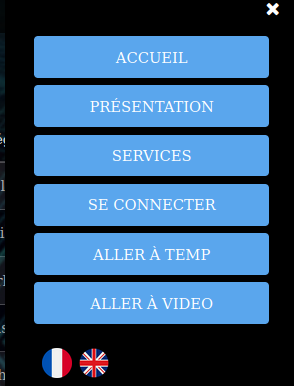 ACCUEIL
PRÉSENTATION
SERVICES
SE CONNECTER
ALLER À TEMP
ALLER À VIDEO